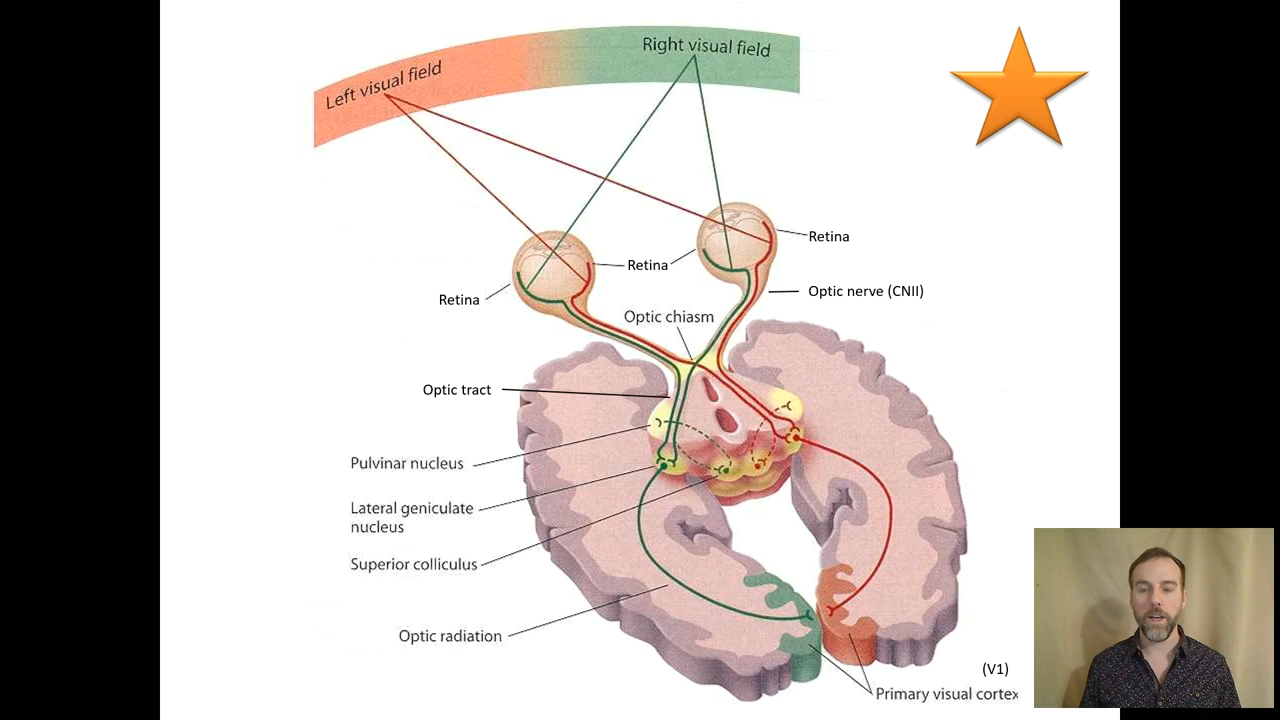 Right visual field
Left visual field
Retina
Retina
Retina
Optic nerve (CNII)
Optic chiasm
Optic tract
Pulvinar nucleus
Lateral geniculate
nucleus
Superior colliculus
Optic radiation
(V1)
Primary visual cortex